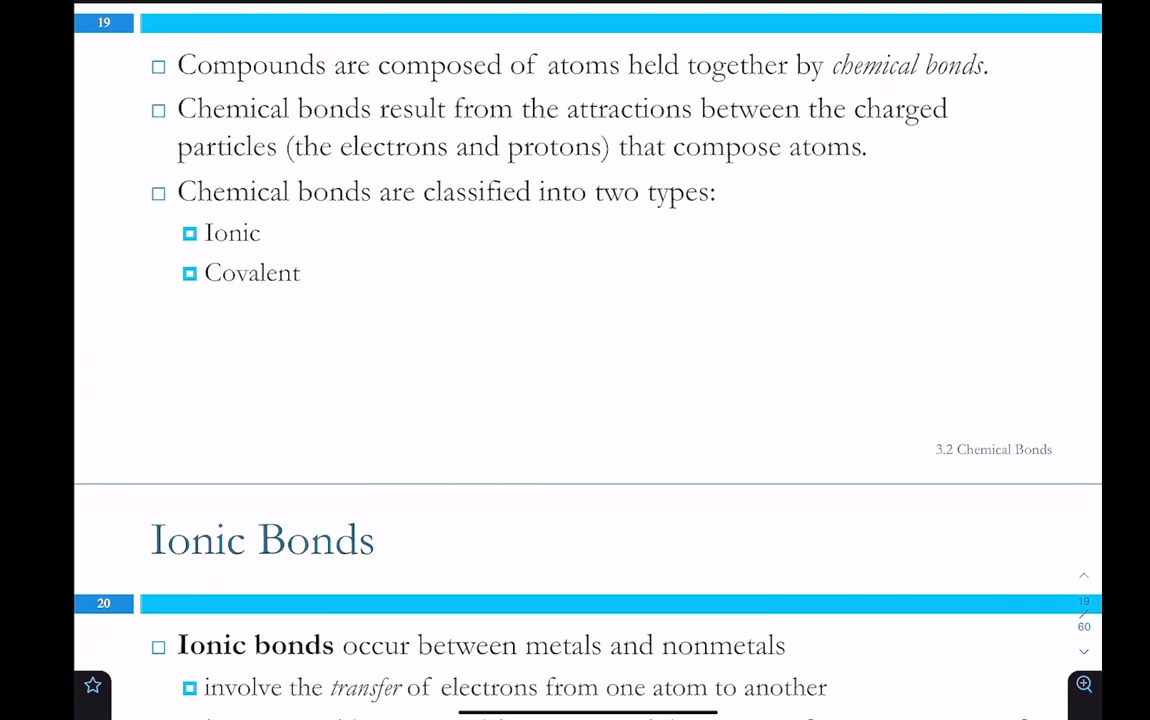 19
Compounds are composed of atoms held together by chemical bonds.
Chemical bonds result from the attractions between the charged
particles (the electrons and protons) that compose atoms.
Chemical bonds are classified into two types:
Ionic
Covalent
3.2 Chemical Bonds
Ionic Bonds
20
19
60
Ionic bonds occur between metals and nonmetals
involve the transfer of electrons from one atom to another